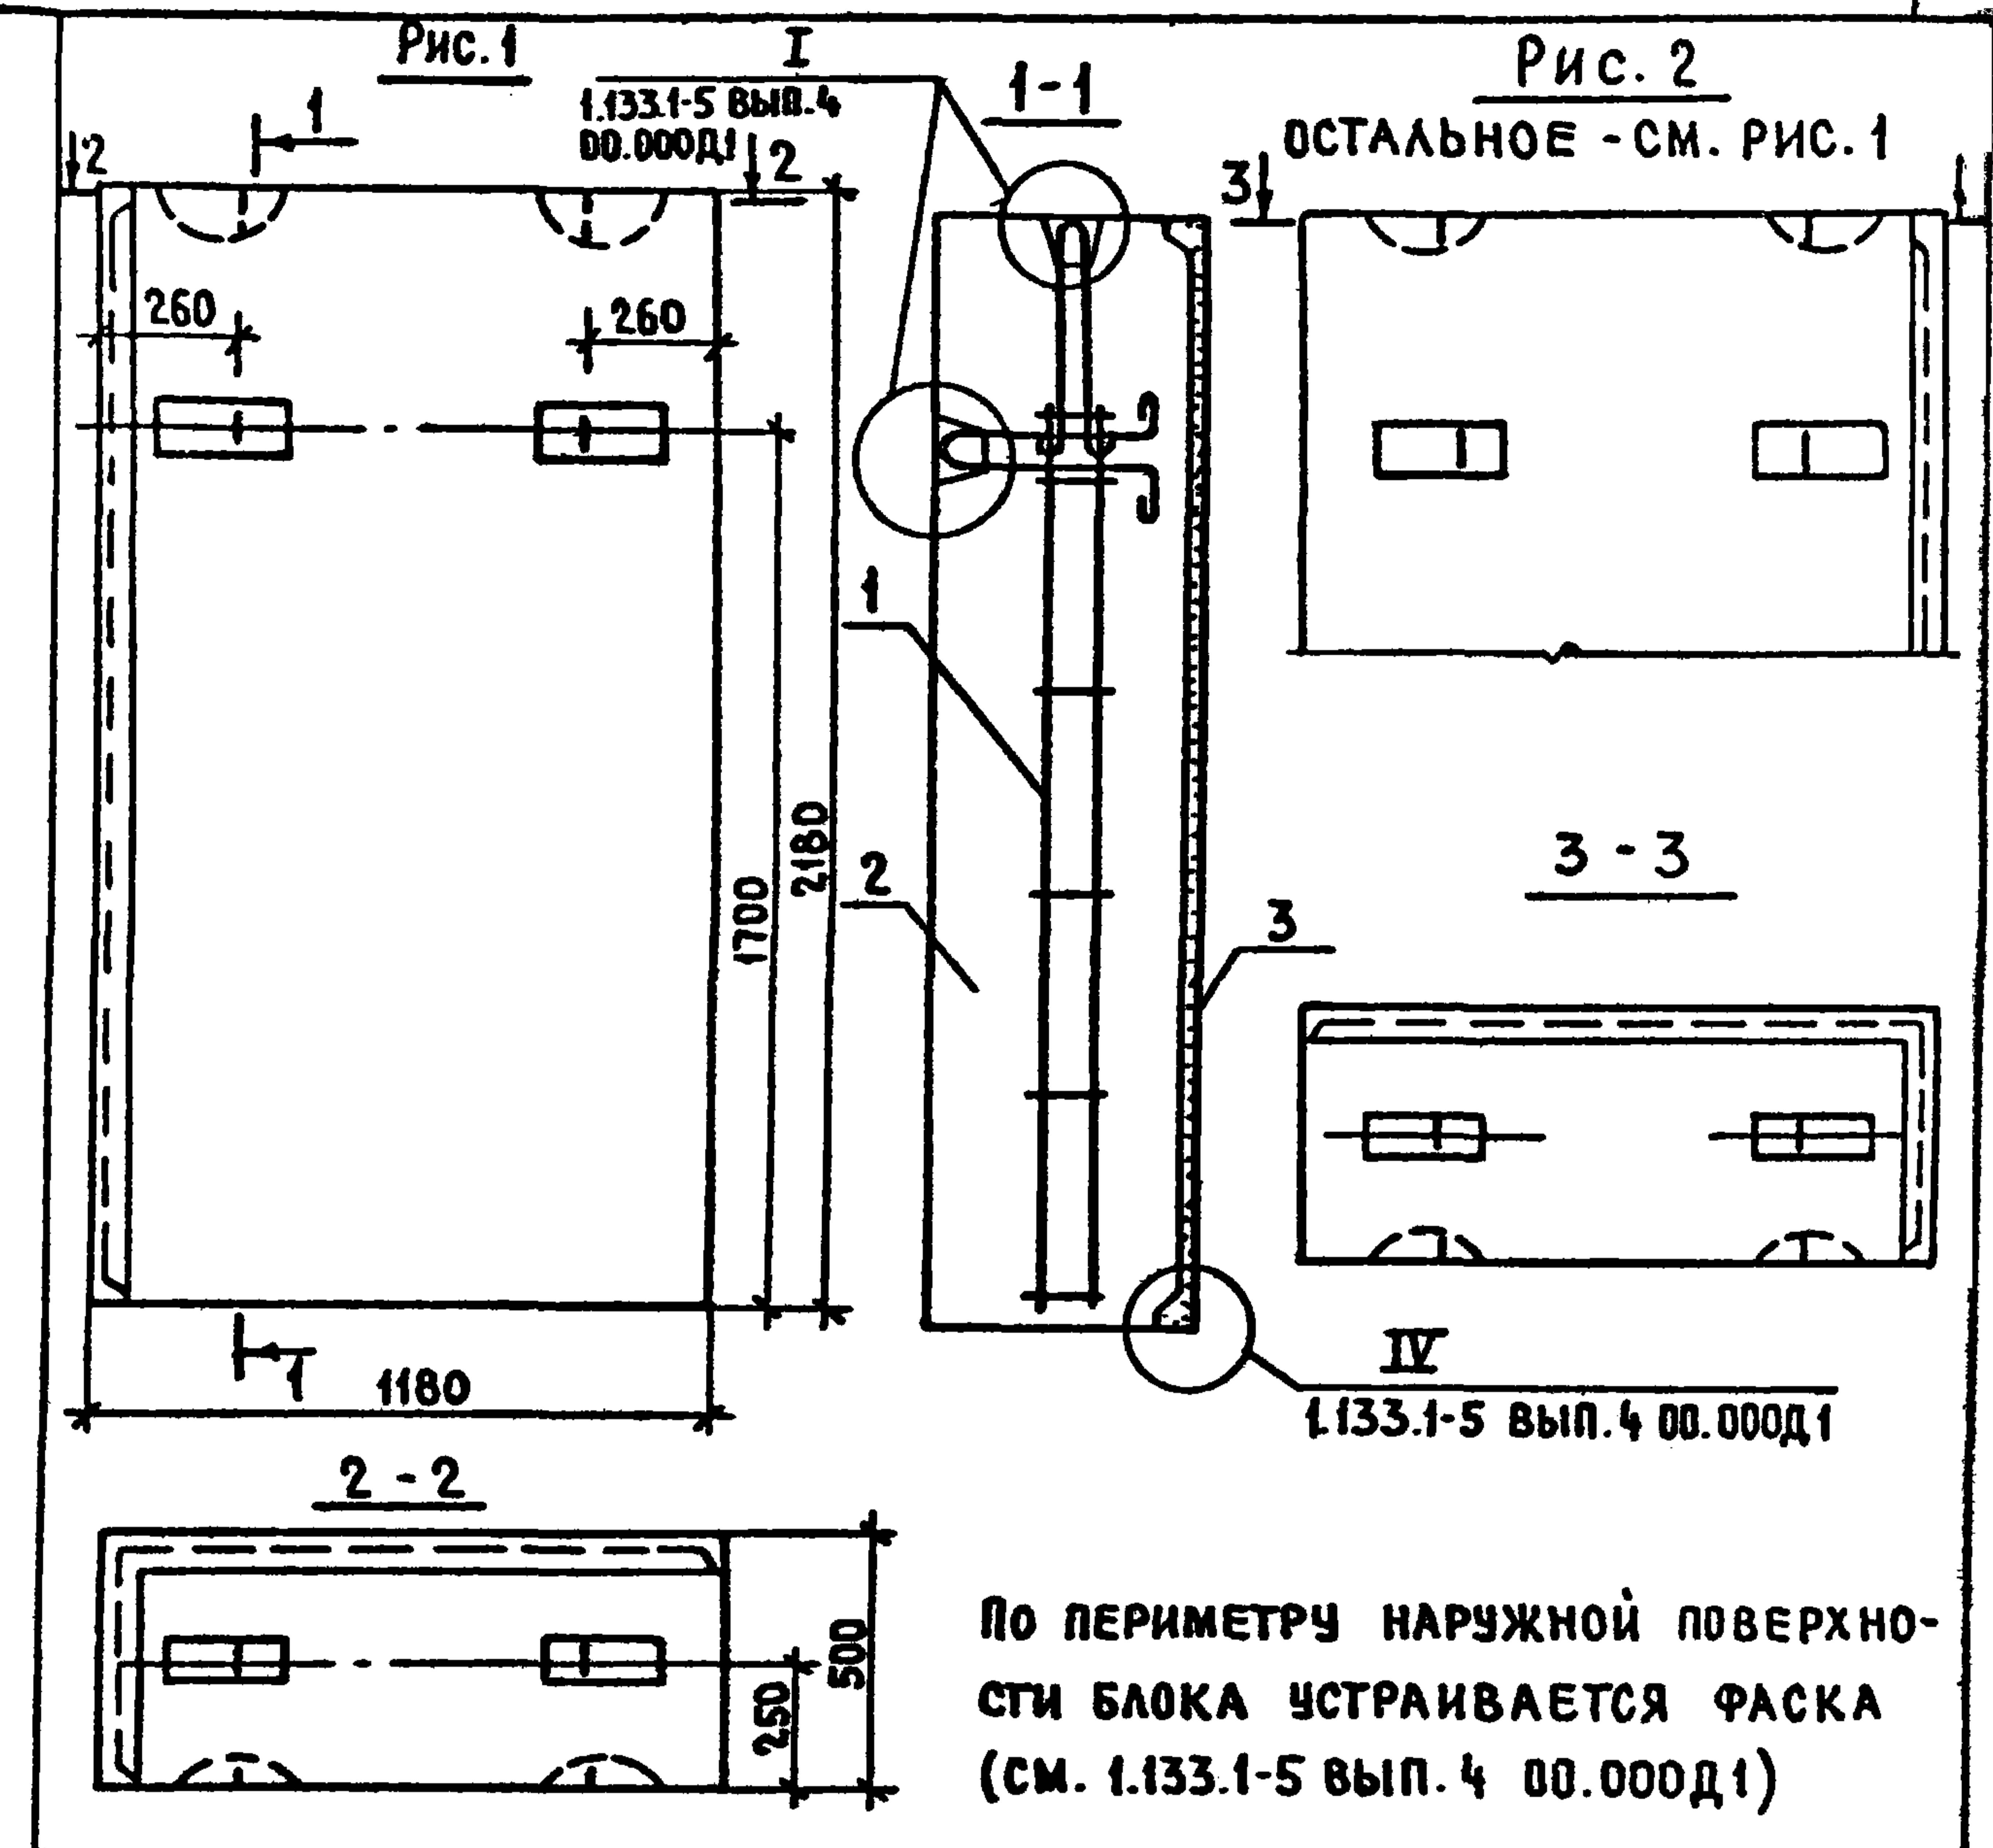 Рис. 1
I
1.133.1-5 ВЫП. 4
00.000Д1
1-1
Рис. 2
ОСТАЛЬНОЕ - СМ. РИС. 1
1
2
2
3
260
260
1
1700
2180
2
3
3 - 3
1
1180
IV
1.133.1-5 ВЫП. 4 00.000Д1
2 - 2
500
250
ПО ПЕРИМЕТРУ НАРУЖНОЙ ПОВЕРХНО-
СТИ БЛОКА УСТРАИВАЕТСЯ ФАСКА
(СМ. 1.133.1-5 ВЫП. 4 00.000Д1)